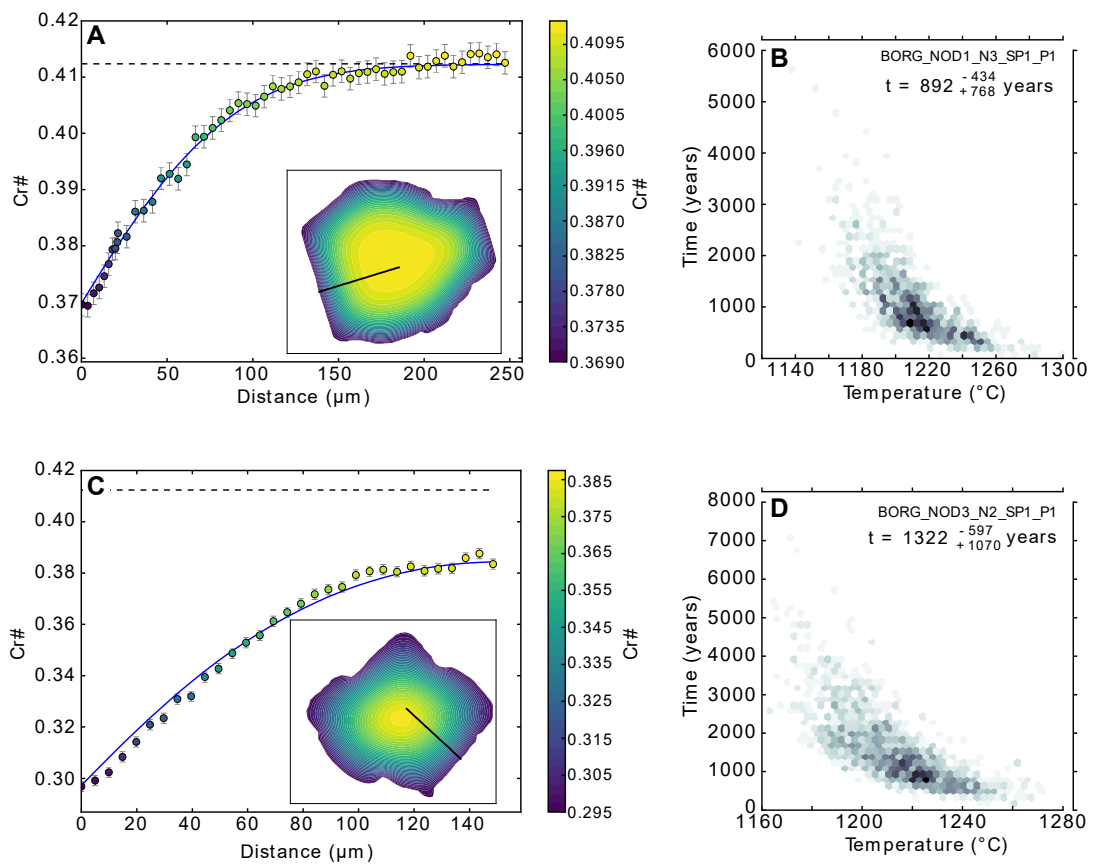 A
0.42
0.41
0.40
0.39
0.38
0.37
0.36
Cr#
0 50 100 150 200 250
Distance (µm)
0.4095
0.4050
0.4005
0.3960
0.3915
0.3870
0.3825
0.3780
0.3735
0.3690
Cr#
B
BORG_NOD1_N3_SP1_P1
t = 892 -434 +768 years
6000
5000
4000
3000
2000
1000
0
Time (years)
1140 1180 1220 1260 1300
Temperature (°C)
C
0.42
0.40
0.38
0.36
0.34
0.32
0.30
Cr#
0 20 40 60 80 100 120 140
Distance (µm)
0.385
0.375
0.365
0.355
0.345
0.335
0.325
0.315
0.305
0.295
Cr#
D
BORG_NOD3_N2_SP1_P1
t = 1322 -597 +1070 years
8000
7000
6000
5000
4000
3000
2000
1000
0
Time (years)
1160 1200 1240 1280
Temperature (°C)